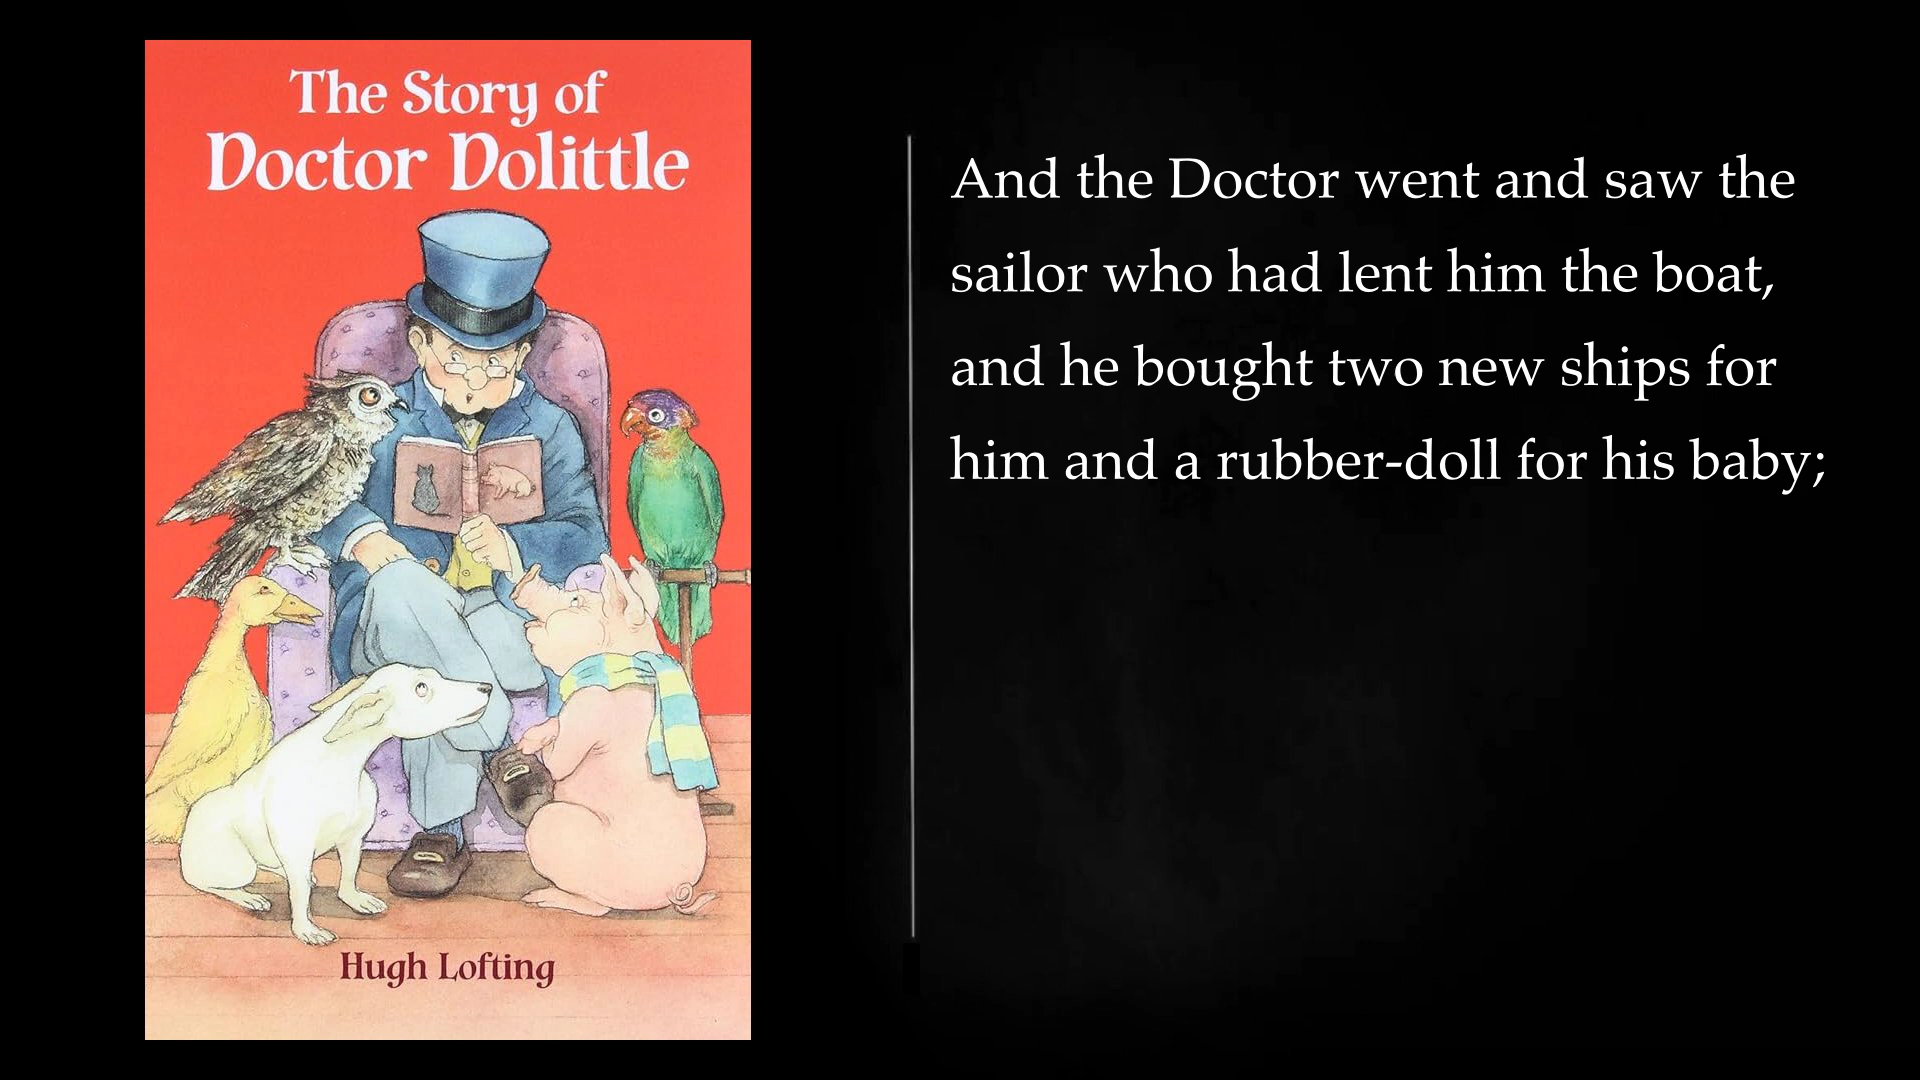 The Story of
Doctor Dolittle
Hugh Lofting
And the Doctor went and saw the
sailor who had lent him the boat,
and he bought two new ships for
him and a rubber-doll for his baby;